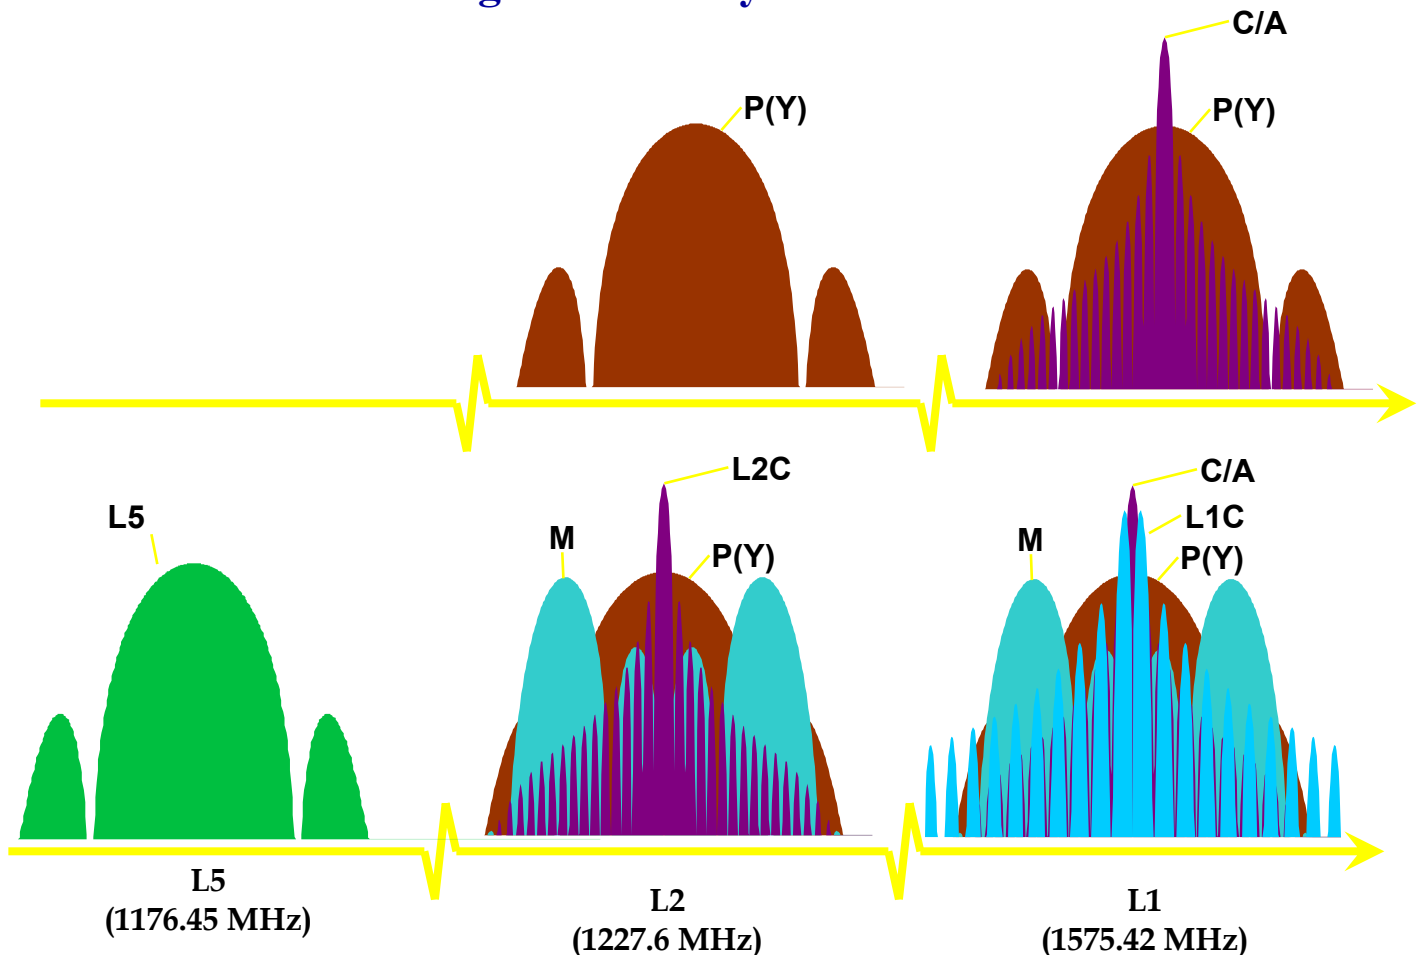 C/A
P(Y)
P(Y)
L2C
C/A
L5
L1C
M
M
P(Y)
P(Y)
L5
(1176.45 MHz)
L2
(1227.6 MHz)
L1
(1575.42 MHz)